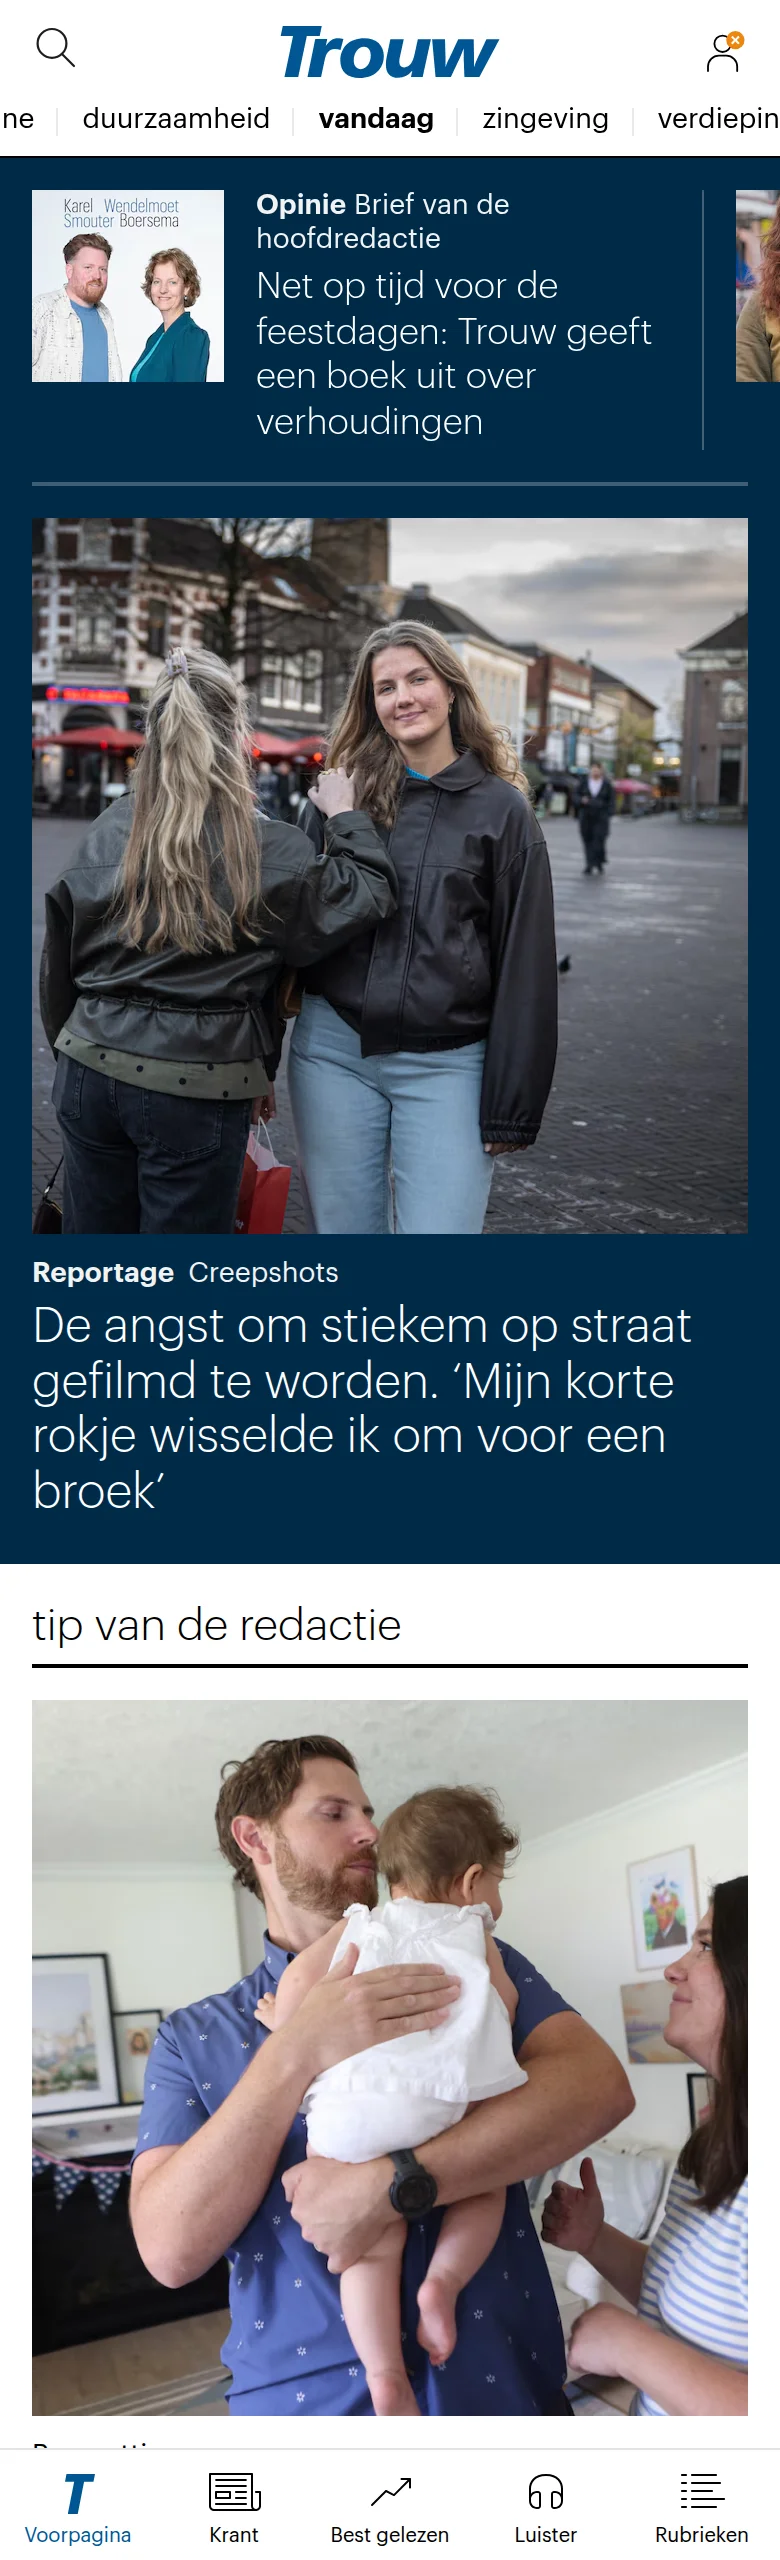 Trouw
ne duurzaamheid vandaag zingeving verdiepin
Karel Wendelmoet
Smouter Boersema
Opinie Brief van de
hoofdredactie
Net op tijd voor de
feestdagen: Trouw geeft
een boek uit over
verhoudingen
Reportage Creepshots
De angst om stiekem op straat
gefilmd te worden. ‘Mijn korte
rokje wisselde ik om voor een
broek’
tip van de redactie
T
Voorpagina Krant Best gelezen Luister Rubrieken